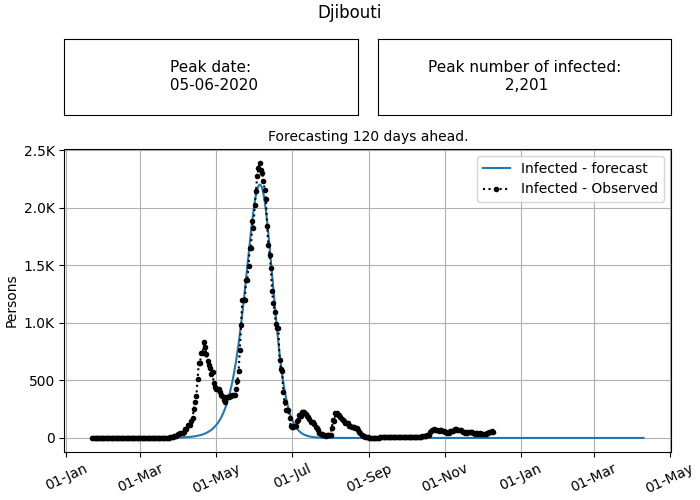 Djibouti
Peak date:
05-06-2020
Peak number of infected:
2,201
Forecasting 120 days ahead.
2.5K
2.0K
1.5K
1.0K
500
0
Persons
Infected - forecast
Infected - Observed
01-Jan
01-Mar
01-May
01-Jul
01-Sep
01-Nov
01-Jan
01-Mar
01-May